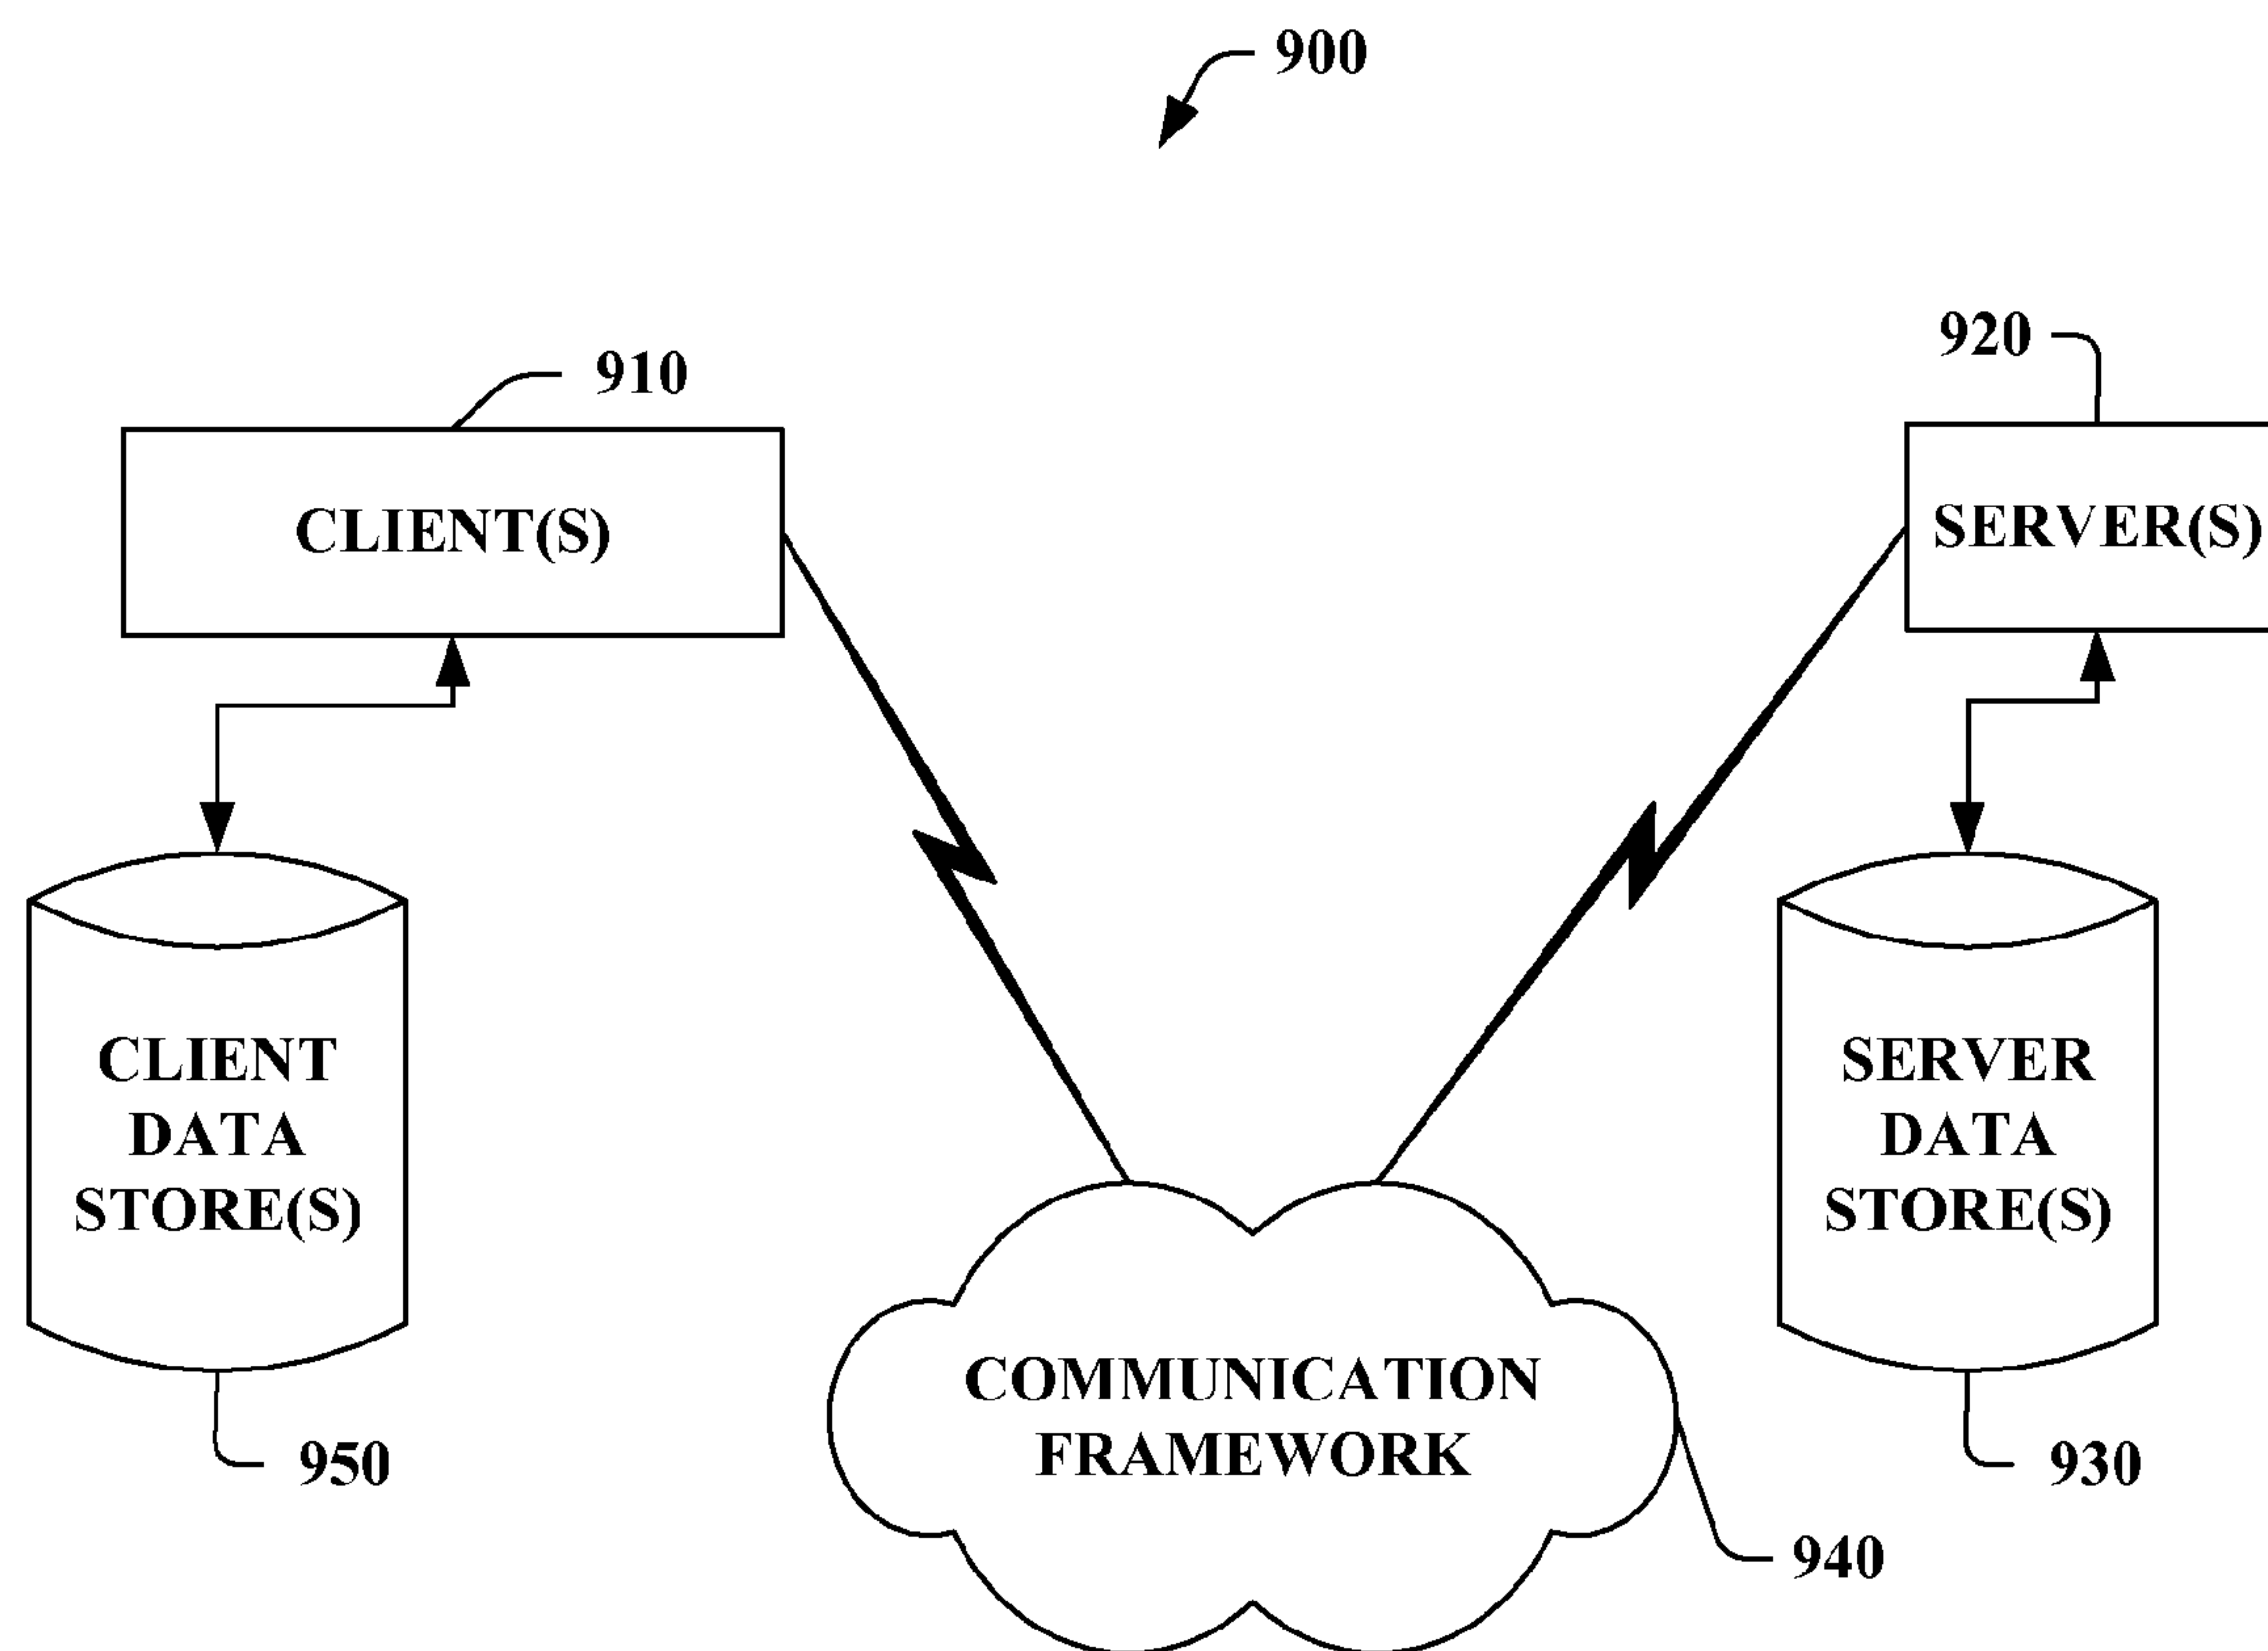 900
910
920
CLIENT(S)
SERVER(S)
CLIENT
DATA
STORE(S)
SERVER
DATA
STORE(S)
COMMUNICATION
FRAMEWORK
950
930
940